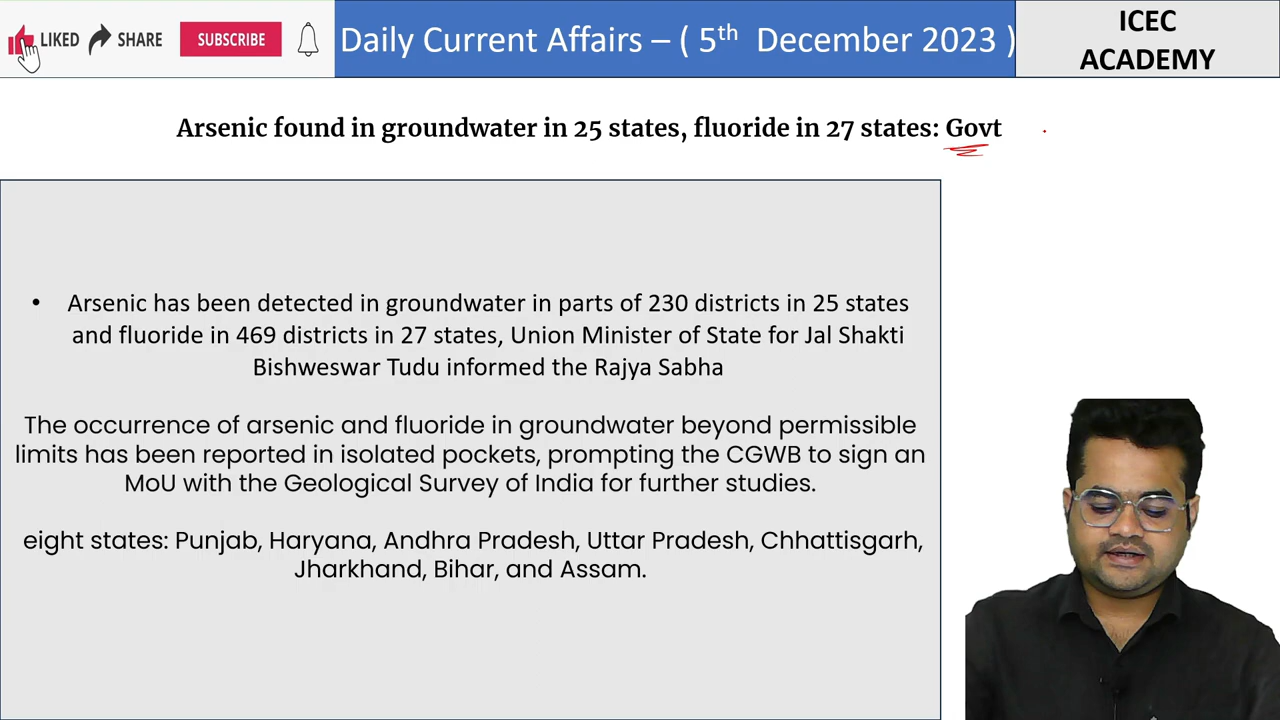 LIKED SHARE SUBSCRIBE
Daily Current Affairs – ( 5th December 2023 )
ICEC
ACADEMY
Arsenic found in groundwater in 25 states, fluoride in 27 states: Govt
• Arsenic has been detected in groundwater in parts of 230 districts in 25 states
and fluoride in 469 districts in 27 states, Union Minister of State for Jal Shakti
Bishweswar Tudu informed the Rajya Sabha
The occurrence of arsenic and fluoride in groundwater beyond permissible
limits has been reported in isolated pockets, prompting the CGWB to sign an
MoU with the Geological Survey of India for further studies.
eight states: Punjab, Haryana, Andhra Pradesh, Uttar Pradesh, Chhattisgarh,
Jharkhand, Bihar, and Assam.